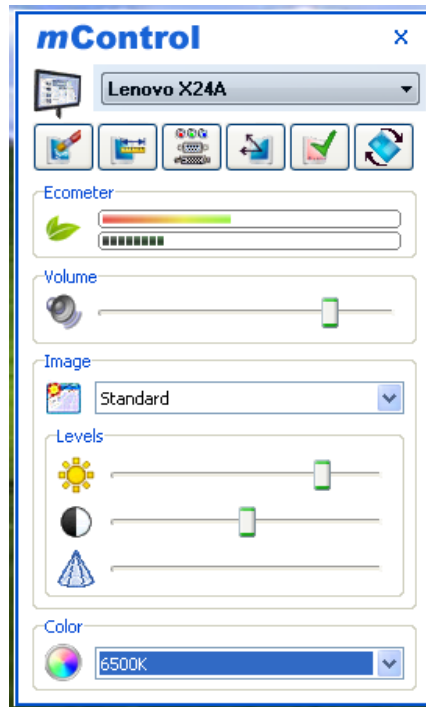 mControl
x
Lenovo X24A
Ecometer
Volume
Image
Standard
Levels
Color
6500K